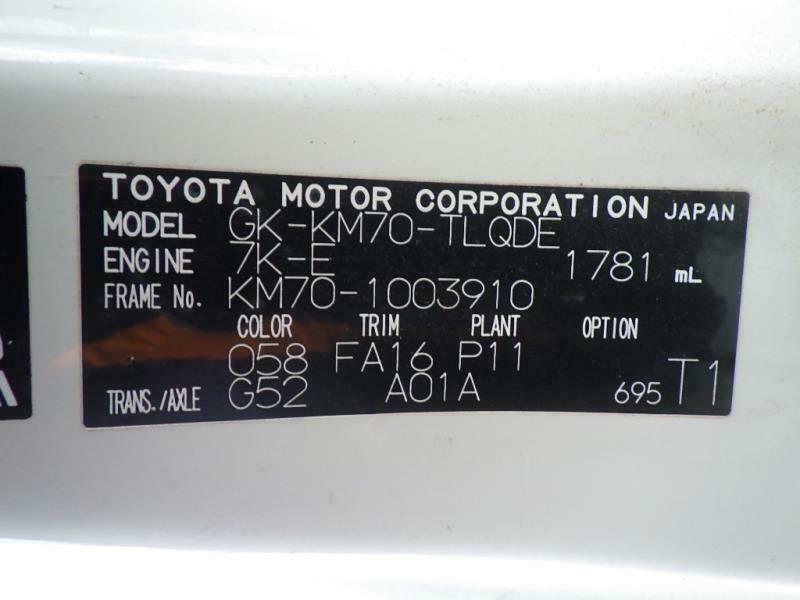 TOYOTA MOTOR CORPORATION JAPAN
MODEL GK-KM70-TLQDE
ENGINE 7K-E 1781 mL
FRAME No. KM70-1003910
COLOR TRIM PLANT OPTION
058 FA16 P11
TRANS./AXLE G52 A01A 695 T1